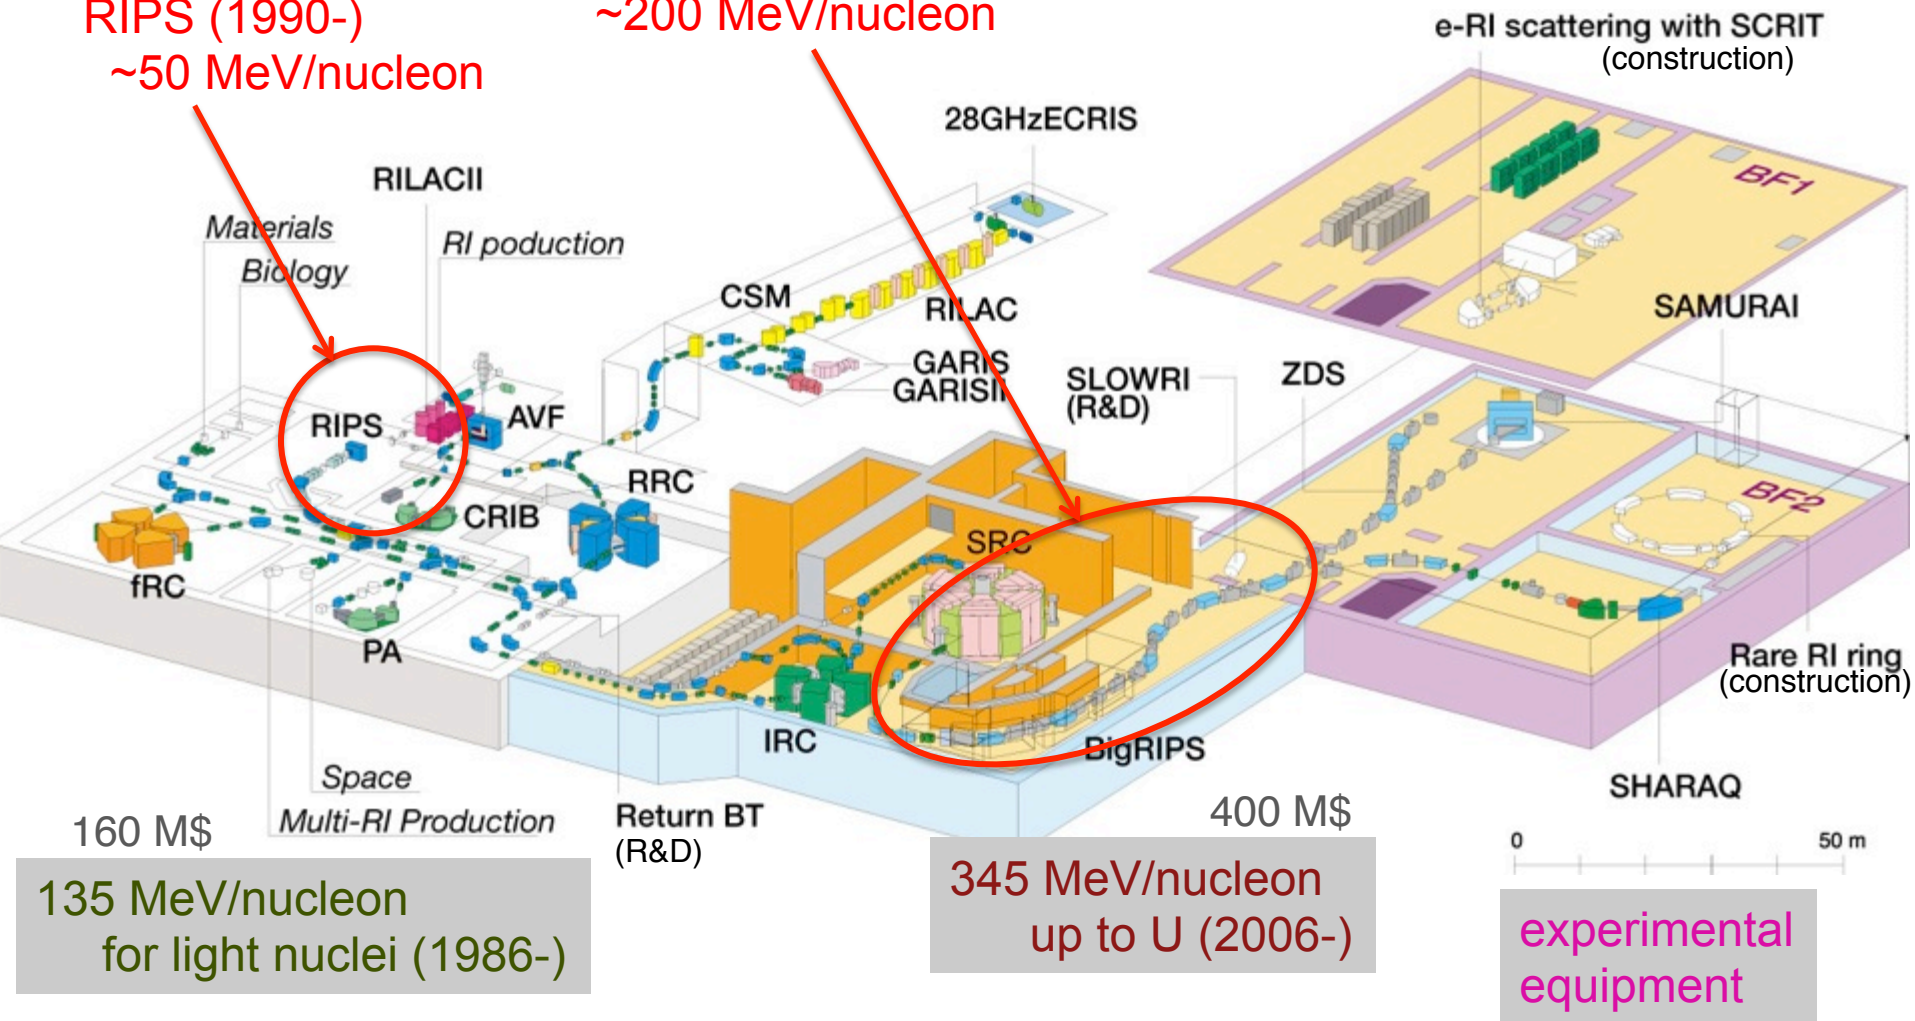 RIPS (1990-)
~50 MeV/nucleon
~200 MeV/nucleon
e-RI scattering with SCRIT
(construction)
28GHzECRIS
RILACII
Materials
Biology
RI poduction
BF1
CSM
RILAC
SAMURAI
GARIS
GARISII
SLOWRI
(R&D)
ZDS
RIPS
AVF
RRC
CRIB
BF2
SRC
fRC
PA
Rare RI ring
(construction)
IRC
BigRIPS
Space
Multi-RI Production
Return BT
(R&D)
SHARAQ
160 M$
400 M$
0 50 m
135 MeV/nucleon
for light nuclei (1986-)
345 MeV/nucleon
up to U (2006-)
experimental
equipment